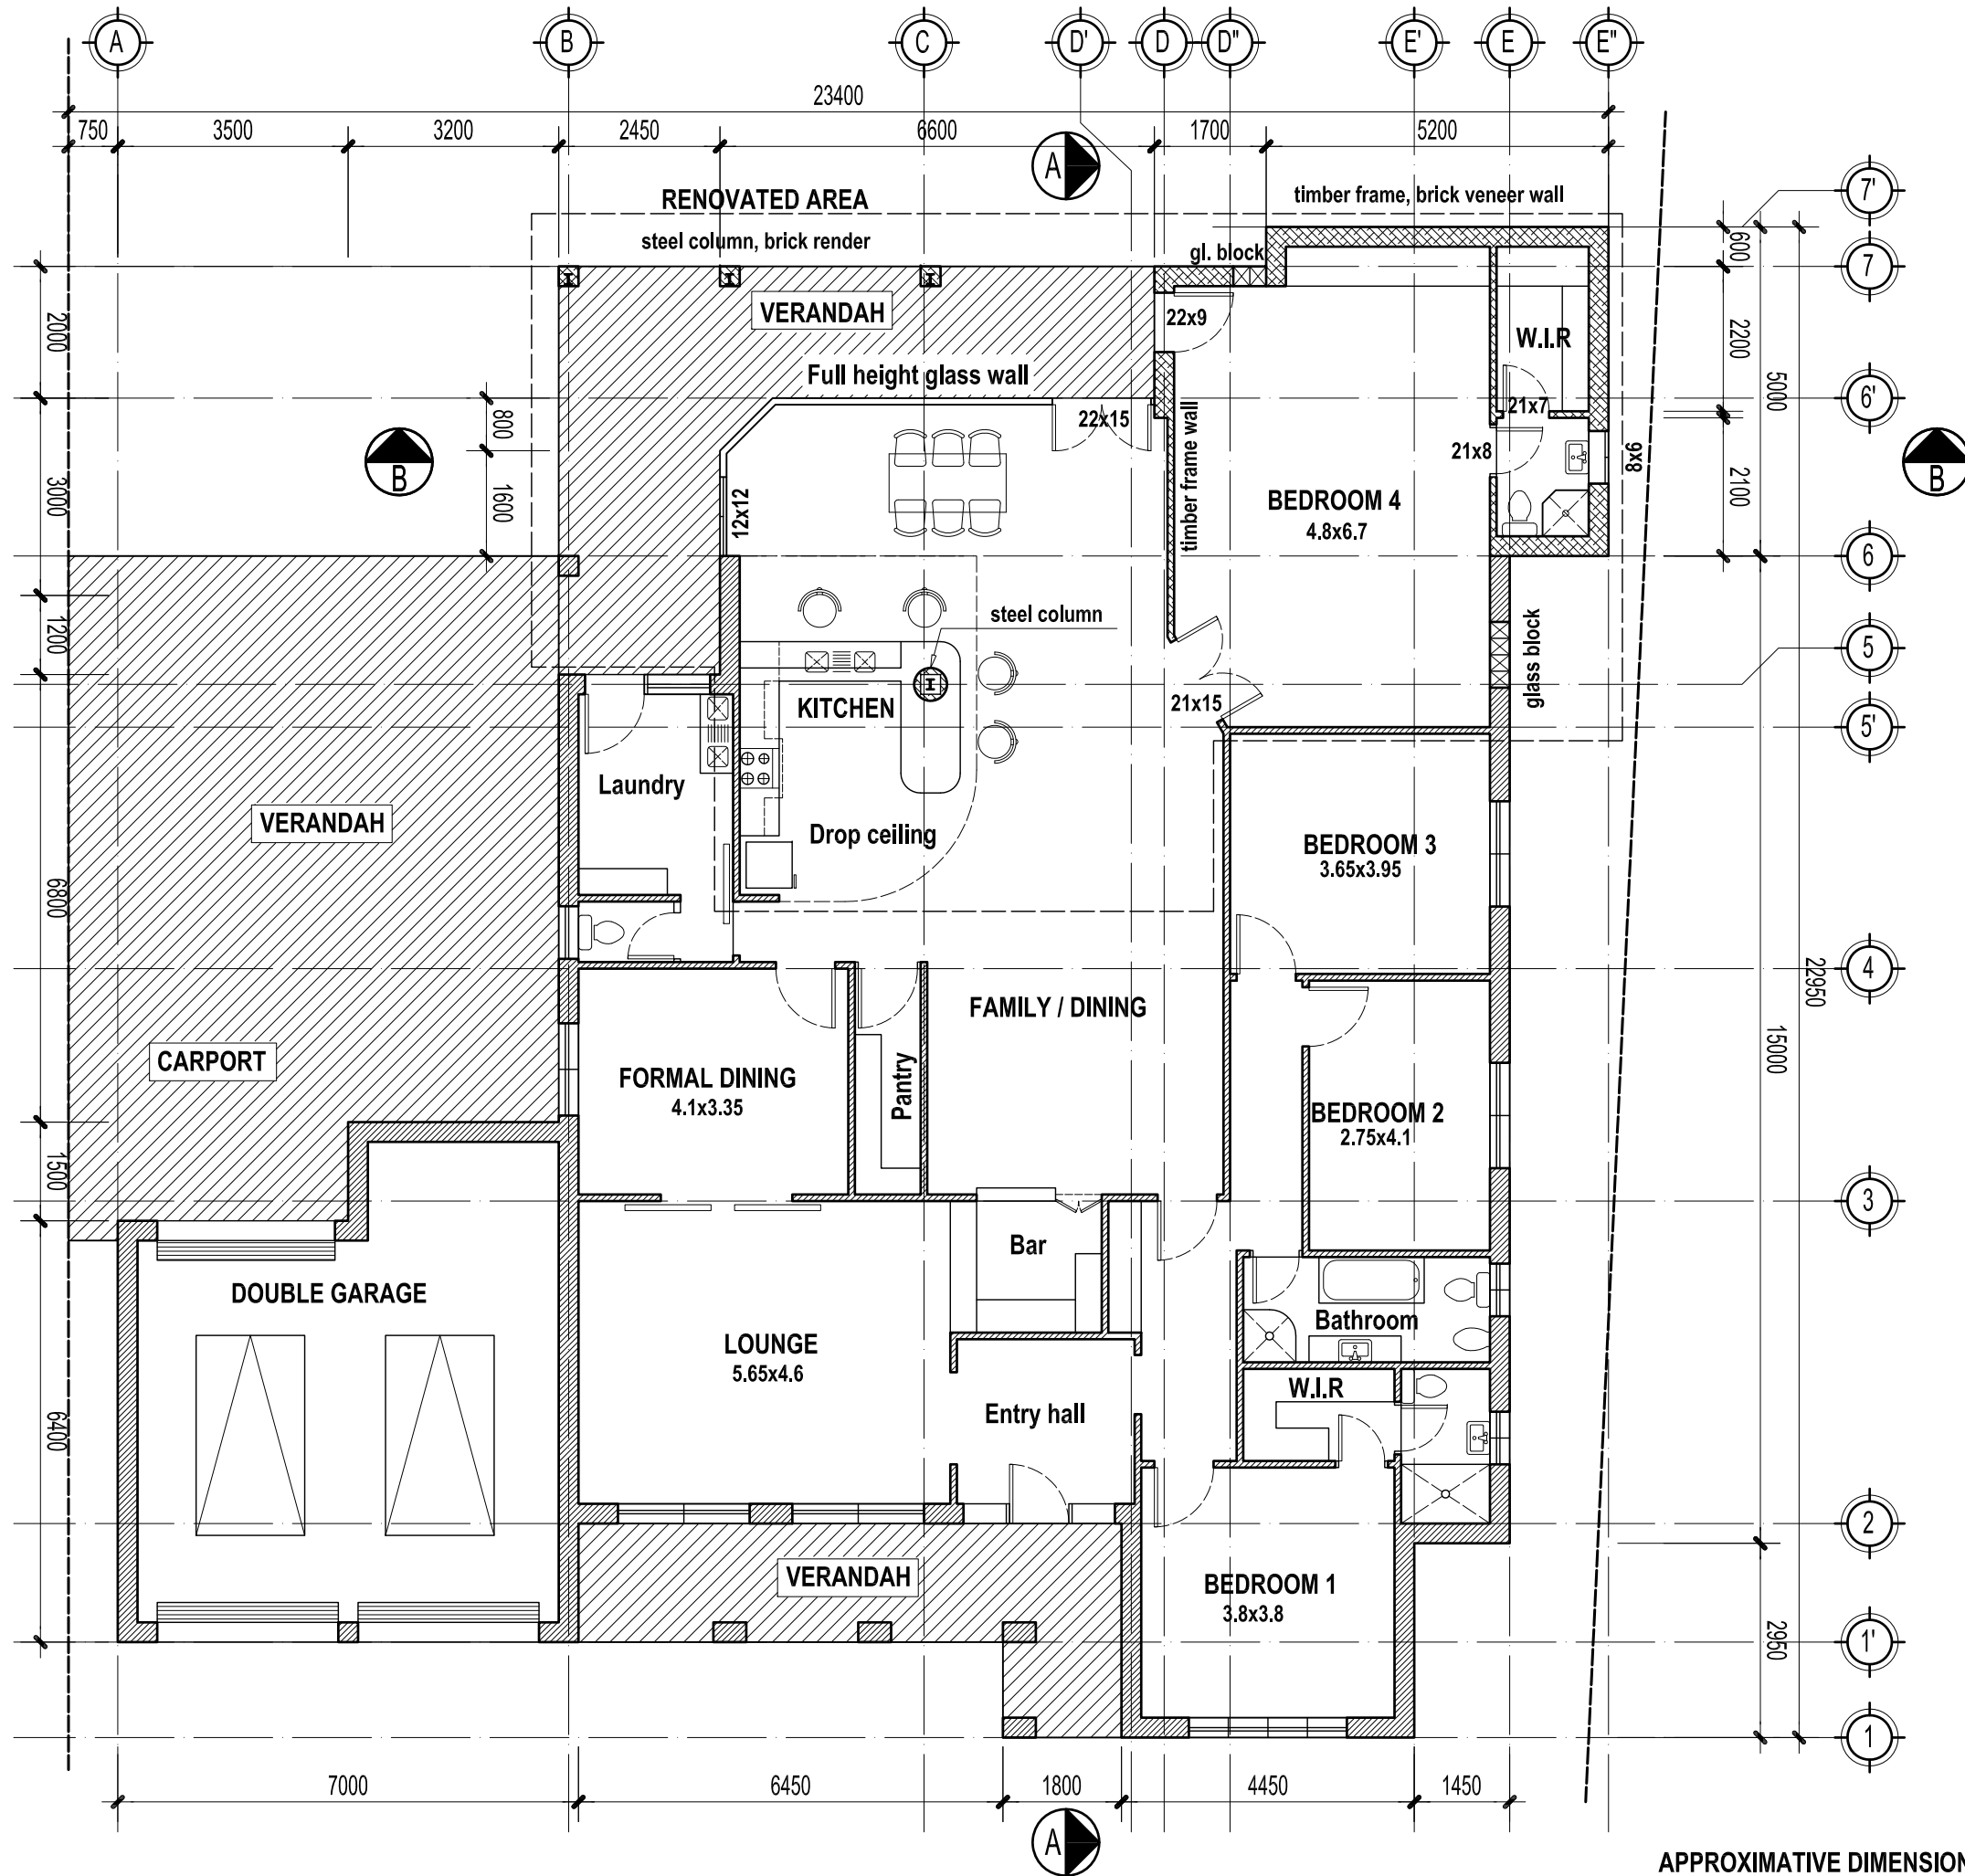 A B C D' D D" E' E E"
23400
750 3500 3200 2450 6600 1700 5200
A
RENOVATED AREA
timber frame, brick veneer wall
7'
steel column, brick render
gl. block
600
7
VERANDAH
22x9
2000
2200
W.I.R
5000
Full height glass wall
6'
22x15
21x7
800
B
timber frame wall
21x8
8x6
B
3000
1600
12x12
BEDROOM 4
4.8x6.7
2100
6
steel column
1200
glass block
5
KITCHEN
21x15
5'
Laundry
VERANDAH
Drop ceiling
BEDROOM 3
3.65x3.95
6800
4
22950
FAMILY / DINING
CARPORT
15000
FORMAL DINING
4.1x3.35
Pantry
BEDROOM 2
2.75x4.1
1500
3
Bar
DOUBLE GARAGE
LOUNGE
5.65x4.6
Bathroom
W.I.R
6400
Entry hall
2
VERANDAH
BEDROOM 1
3.8x3.8
2950
1'
1
7000 6450 1800 4450 1450
A
APPROXIMATIVE DIMENSION